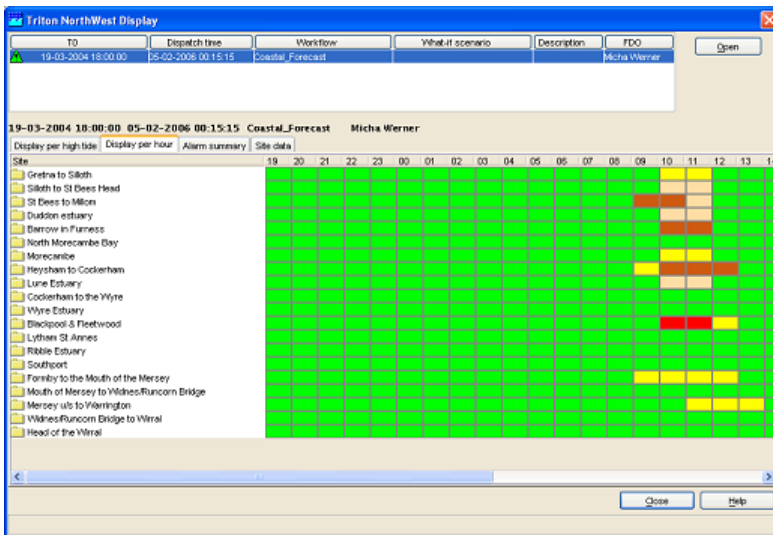 Triton NorthWest Display
T0 Dispatch time Workflow What-if scenario Description FDO
19-03-2004 18:00:00 05-02-2006 00:15:15 Coastal_Forecast Micha Werner
Open
19-03-2004 18:00:00 05-02-2006 00:15:15 Coastal_Forecast Micha Werner
Display per high tide Display per hour Alarm summary Site data
Site 19 20 21 22 23 00 01 02 03 04 05 06 07 08 09 10 11 12 13
Gretna to Silloth
Silloth to St Bees Head
St Bees to Millom
Duddon estuary
Barrow in Furness
North Morecambe Bay
Morecambe
Heysham to Cockerham
Lune Estuary
Cockerham to the Wyre
Wyre Estuary
Blackpool & Fleetwood
Lytham St Annes
Ribble Estuary
Southport
Formby to the Mouth of the Mersey
Mouth of Mersey to Widnes/Runcorn Bridge
Mersey u/s to Warrington
Widnes/Runcorn Bridge to Wirral
Head of the Wirral
Close Help